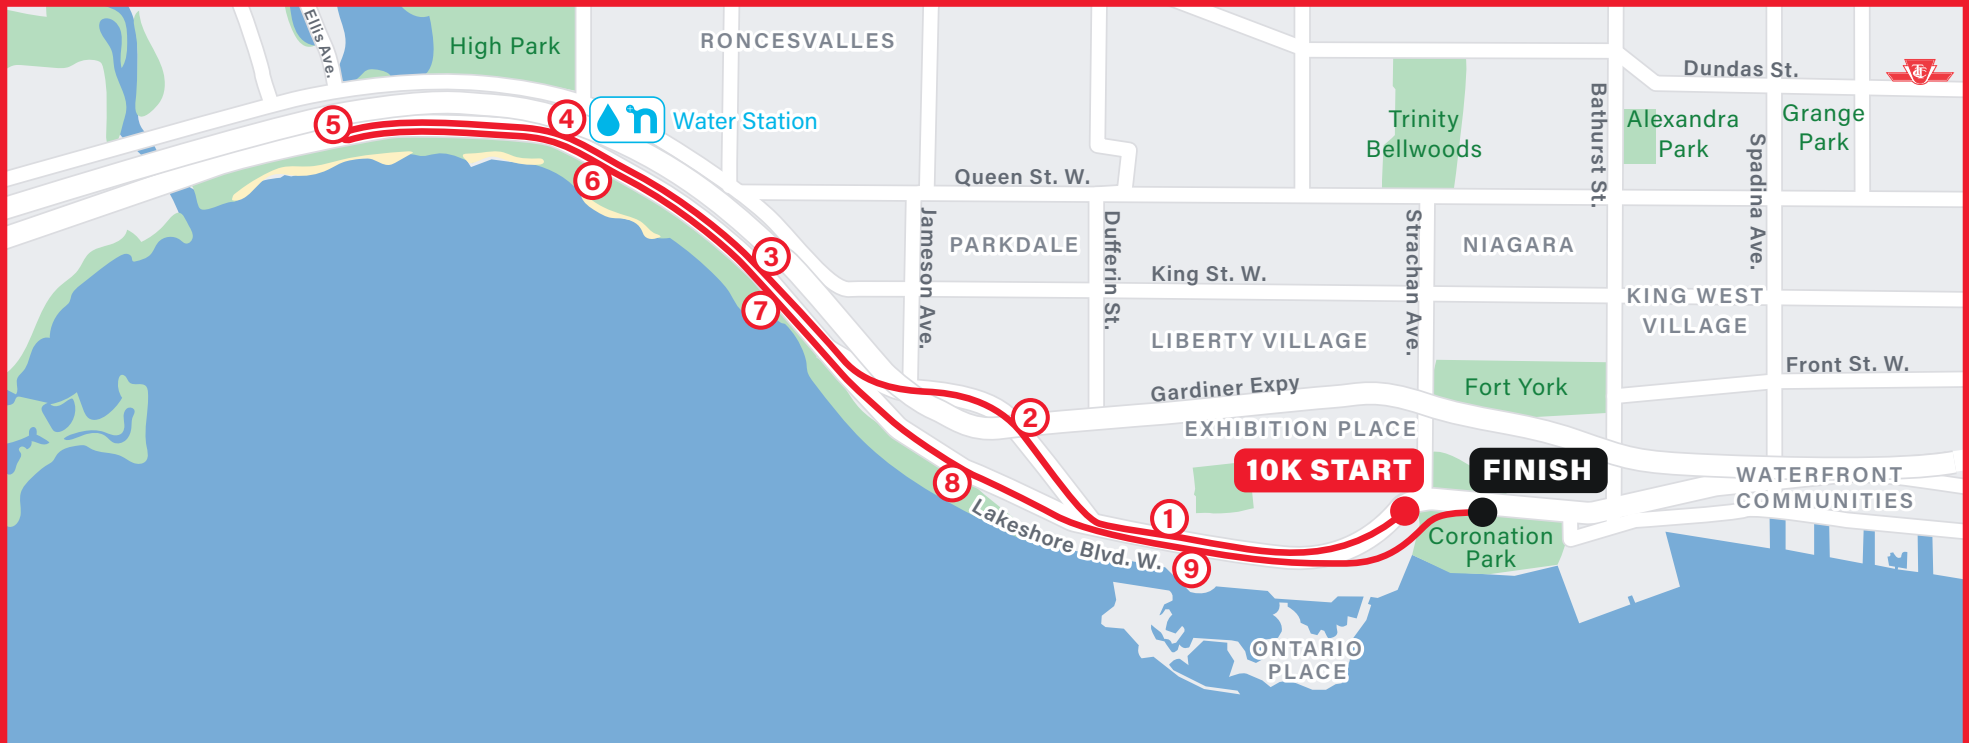 Ellis Ave.
High Park
RONCESVALLES
Dundas St.
TTC
5
4
n
Water Station
Trinity
Bellwoods
Bathurst St.
Alexandra
Park
Spadina Ave.
Grange
Park
6
Queen St. W.
3
7
Jameson Ave.
PARKDALE
Dufferin St.
King St. W.
Strachan Ave.
NIAGARA
KING WEST
VILLAGE
LIBERTY VILLAGE
Front St. W.
Gardiner Expy
Fort York
2
EXHIBITION PLACE
10K START
FINISH
WATERFRONT
COMMUNITIES
8
Lakeshore Blvd. W.
1
9
Coronation
Park
ONTARIO
PLACE